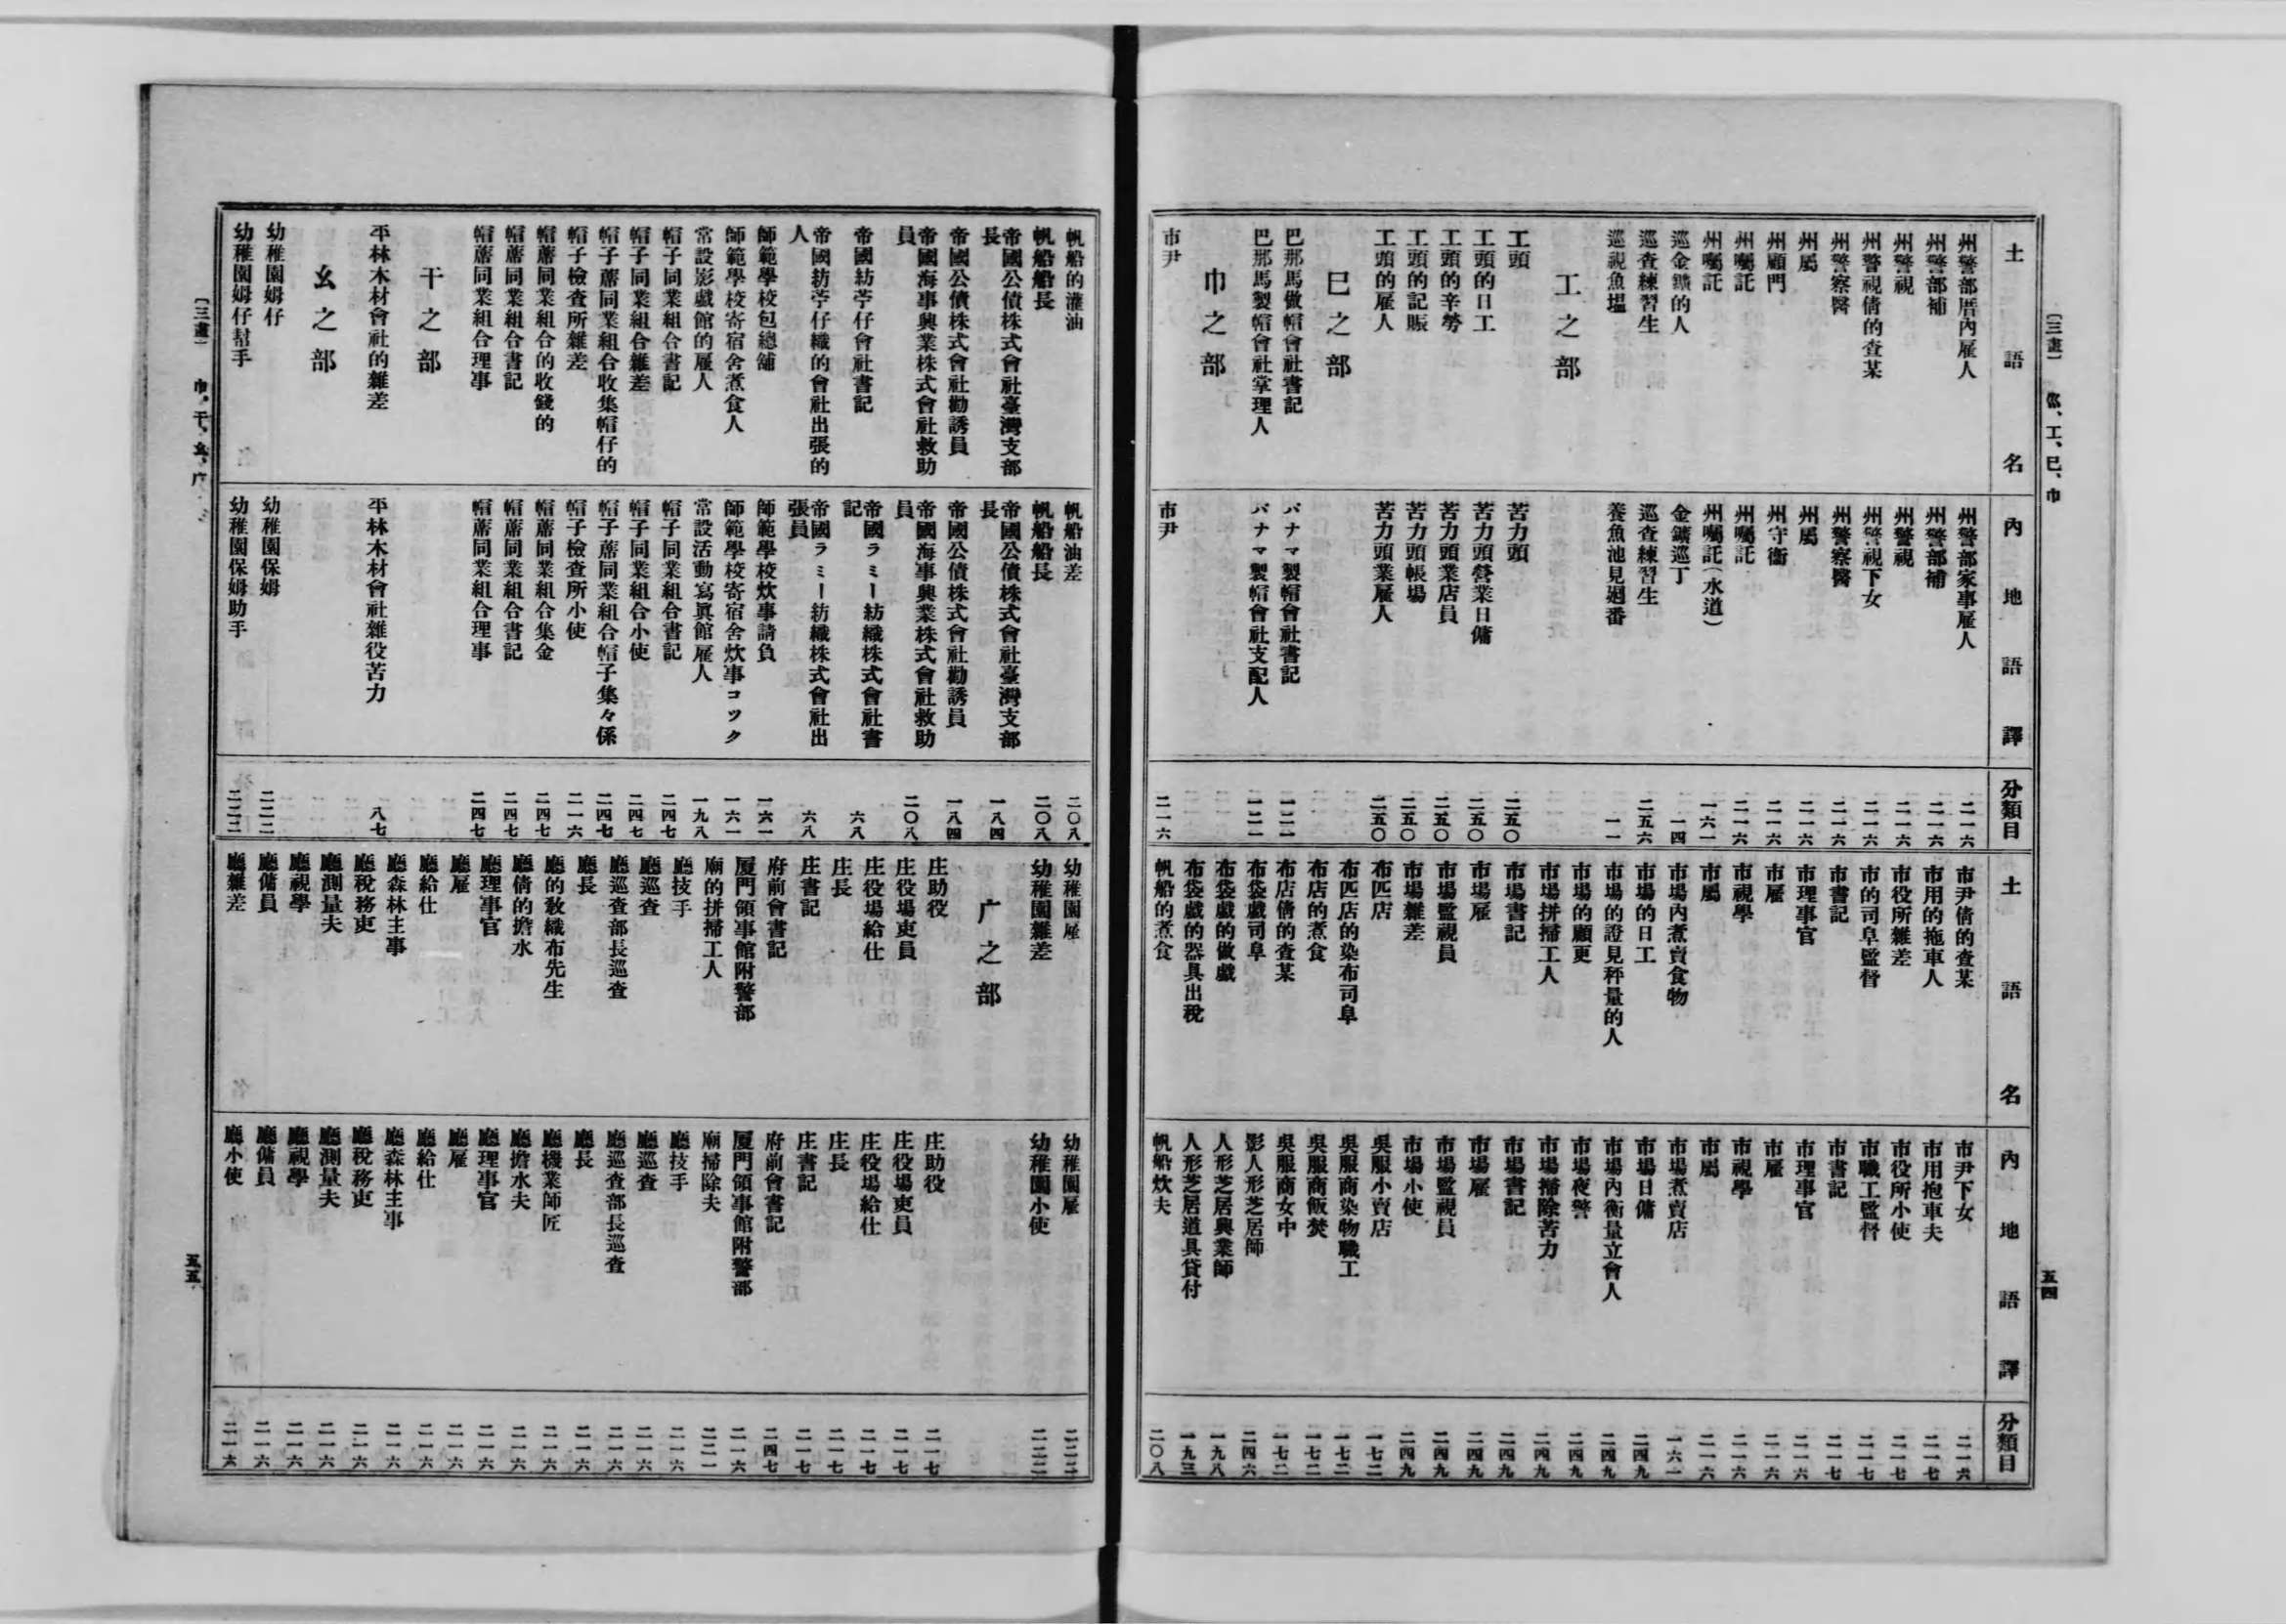 〔三畫〕 巛、工、已、巾
五四
土語名 內地語譯 分類目
州警部厝內雇人 州警部家事雇人 二一六
州警部補 州警部補 二一六
州警視 州警視 二一六
州警視倩的查某 州警視下女 二一六
州警察醫 州警察醫 二一六
州屬 州屬 二一六
州顧門 州守衞 二一六
州囑託 州囑託 二一六
州囑託 州囑託(水道) 一六一
巡金鑛的人 金鑛巡丁 一四
巡査練習生 巡査練習生 二五六
巡視魚塭 養魚池見廻番 一一
工之部
工頭 苦力頭 二五〇
工頭的日工 苦力頭營業日傭 二五〇
工頭的辛勞 苦力頭業店員 二五〇
工頭的記賬 苦力頭帳場 二五〇
工頭的雇人 苦力頭業雇人 二五〇
已之部
巴那馬做帽會社書記 パナマ製帽會社書記 一二二
巴那馬製帽會社掌理人 パナマ製帽會社支配人 一二二
巾之部
市尹 市尹 二一六
土語名 內地語譯 分類目
市尹倩的查某 市尹下女 二一六
市用的拖車人 市用抱車夫 二一七
市役所雜差 市役所小使 二一七
市的司阜監督 市職工監督 二一七
市書記 市書記 二一七
市理事官 市理事官 二一六
市雇 市雇 二一六
市視學 市視學 二一六
市屬 市屬 二一六
市場內煮賣食物 市場煮賣店 一六一
市場的日工 市場日傭 二四九
市場的證見秤量的人 市場內衡量立會人 二四九
市場的顧更 市場夜警 二四九
市場拼掃工人 市場掃除苦力 二四九
市場書記 市場書記 二四九
市場雇 市場雇 二四九
市場監視員 市場監視員 二四九
市場雜差 市場小使 二四九
布匹店 吳服小賣店 一七二
布匹店的染布司阜 吳服商染物職工 一七二
布店的煮食 吳服商飯焚 一七二
布店倩的查某 吳服商女中 一七二
布袋戲司阜 影人形芝居師 二四六
布袋戲的做戲 人形芝居興業師 一九八
布袋戲的器具出稅 人形芝居道具貸付 一九三
帆船的煮食 帆船炊夫 二〇八
帆船的灌油 帆船油差 二〇八
帆船船長 帆船船長 二〇八
帝國公債株式會社臺灣支部長 帝國公債株式會社臺灣支部長 一八四
帝國公債株式會社勸誘員 帝國公債株式會社勸誘員 一八四
帝國海事興業株式會社救助員 帝國海事興業株式會社救助員 二〇八
帝國紡苧仔會社書記 帝國ラミー紡織株式會社書記 六八
帝國紡苧仔織的會社出張的人 帝國ラミー紡織株式會社出張員 六八
師範學校包總舖 師範學校炊事請負 一六一
師範學校寄宿舍煮食人 師範學校寄宿舍炊事コック 一六一
常設影戲館的雇人 常設活動寫眞館雇人 一九八
帽子同業組合書記 帽子同業組合書記 二四七
帽子同業組合雜差 帽子同業組合小使 二四七
帽子蓆同業組合收集帽仔的 帽子蓆同業組合帽子集々係 二四七
帽子檢查所雜差 帽子檢查所小使 二一六
帽蓆同業組合的收錢的 帽蓆同業組合集金 二四七
帽蓆同業組合書記 帽蓆同業組合書記 二四七
帽蓆同業組合理事 帽蓆同業組合理事 二四七
干之部
平林木材會社的雜差 平林木材會社雜役苦力 八七
幺之部
幼稚園姆仔 幼稚園保姆 二二二
幼稚園姆仔幇手 幼稚園保姆助手 二二二
幼稚園雇 幼稚園雇 二二二
幼稚園雜差 幼稚園小使 二二二
广之部
庄助役 庄助役 二一七
庄役場吏員 庄役場吏員 二一七
庄役場給仕 庄役場給仕 二一七
庄長 庄長 二一七
庄書記 庄書記 二一七
府前會書記 府前會書記 二四七
厦門領事館附警部 厦門領事館附警部 二一六
廟的拼掃工人 廟掃除夫 二二一
廳技手 廳技手 二一六
廳巡查 廳巡查 二一六
廳巡查部長巡查 廳巡查部長巡查 二一六
廳長 廳長 二一六
廳的敎織布先生 廳機業師匠 二一六
廳倩的擔水 廳擔水夫 二一六
廳理事官 廳理事官 二一六
廳雇 廳雇 二一六
廳給仕 廳給仕 二一六
廳森林主事 廳森林主事 二一六
廳稅務吏 廳稅務吏 二一六
廳測量夫 廳測量夫 二一六
廳視學 廳視學 二一六
廳傭員 廳傭員 二一六
廳雜差 廳小使 二一六
〔三畫〕 巾、干、幺、广
五五